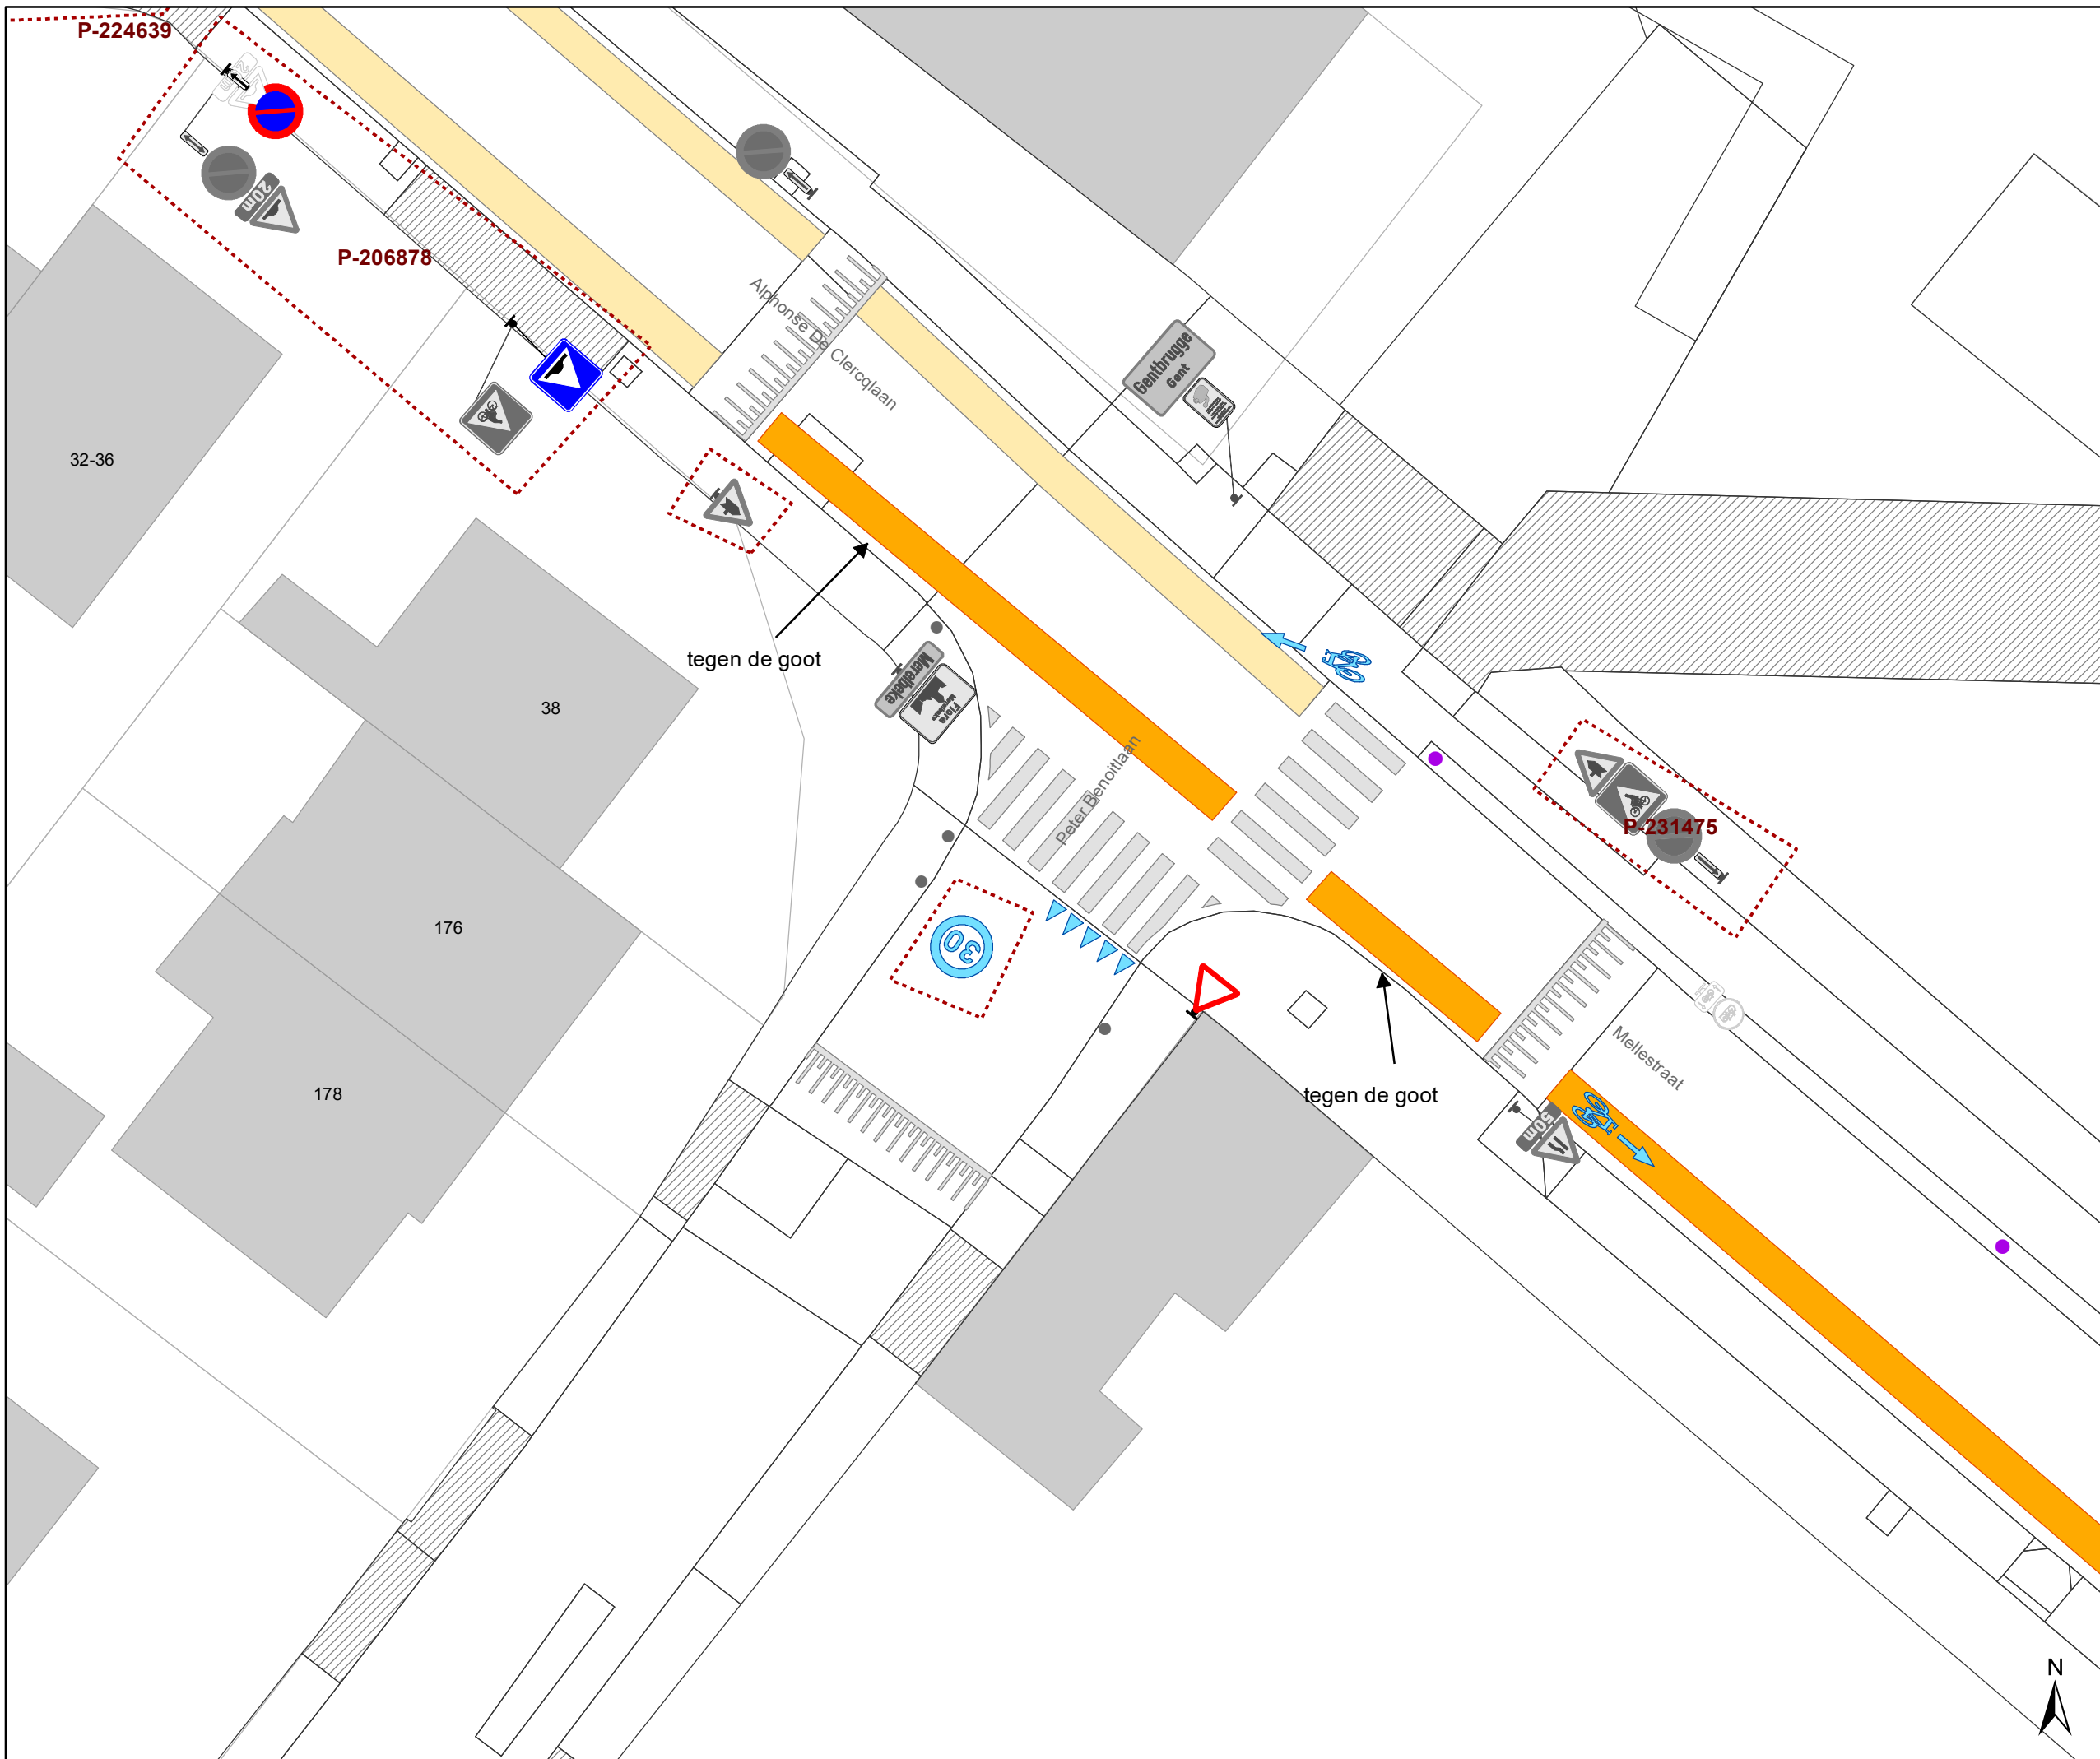 P-224639
20m
P-206878
Alphonse De Clercqlaan
Gentbrugge
Gent
32-36
tegen de goot
Merelbeke
Flora
38
Peter Benoitlaan
P-231475
176
30
178
tegen de goot
Mellestraat
50m
N